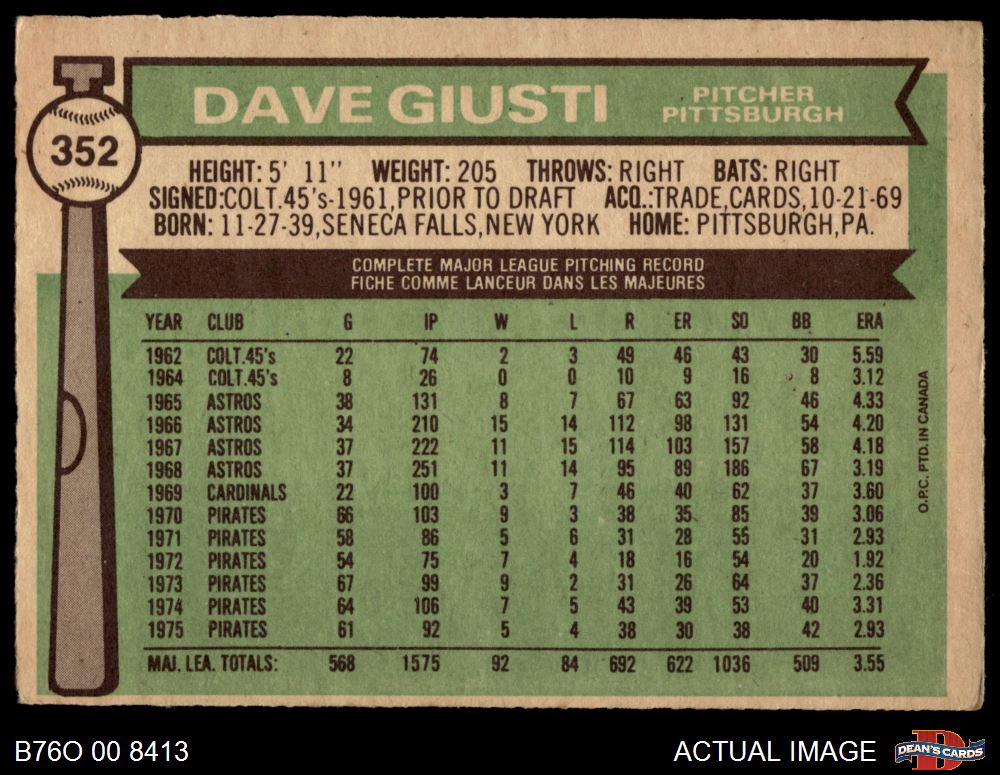 DAVE GIUSTI
PITCHER
PITTSBURGH
352
HEIGHT: 5' 11'' WEIGHT: 205 THROWS: RIGHT BATS: RIGHT
SIGNED:COLT.45's-1961,PRIOR TO DRAFT ACQ.:TRADE,CARDS,10-21-69
BORN: 11-27-39,SENECA FALLS,NEW YORK HOME: PITTSBURGH,PA.
COMPLETE MAJOR LEAGUE PITCHING RECORD
FICHE COMME LANCEUR DANS LES MAJEURES
YEAR CLUB G IP W L R ER SO BB ERA
1962 COLT.45's 22 74 2 3 49 46 43 30 5.59
1964 COLT.45's 8 26 0 0 10 9 16 8 3.12
1965 ASTROS 38 131 8 7 67 63 92 46 4.33
1966 ASTROS 34 210 15 14 112 98 131 54 4.20
1967 ASTROS 37 222 11 15 114 103 157 58 4.18
1968 ASTROS 37 251 11 14 95 89 186 67 3.19
1969 CARDINALS 22 100 3 7 46 40 62 37 3.60
1970 PIRATES 66 103 9 3 38 35 85 39 3.06
1971 PIRATES 58 86 5 6 31 28 55 31 2.93
1972 PIRATES 54 75 7 4 18 16 54 20 1.92
1973 PIRATES 67 99 9 2 31 26 64 37 2.36
1974 PIRATES 64 106 7 5 43 39 53 40 3.31
1975 PIRATES 61 92 5 4 38 30 38 42 2.93
MAJ. LEA. TOTALS: 568 1575 92 84 692 622 1036 509 3.55
O.P.C. PTD. IN CANADA
B76O 00 8413
ACTUAL IMAGE
DEAN'S CARDS